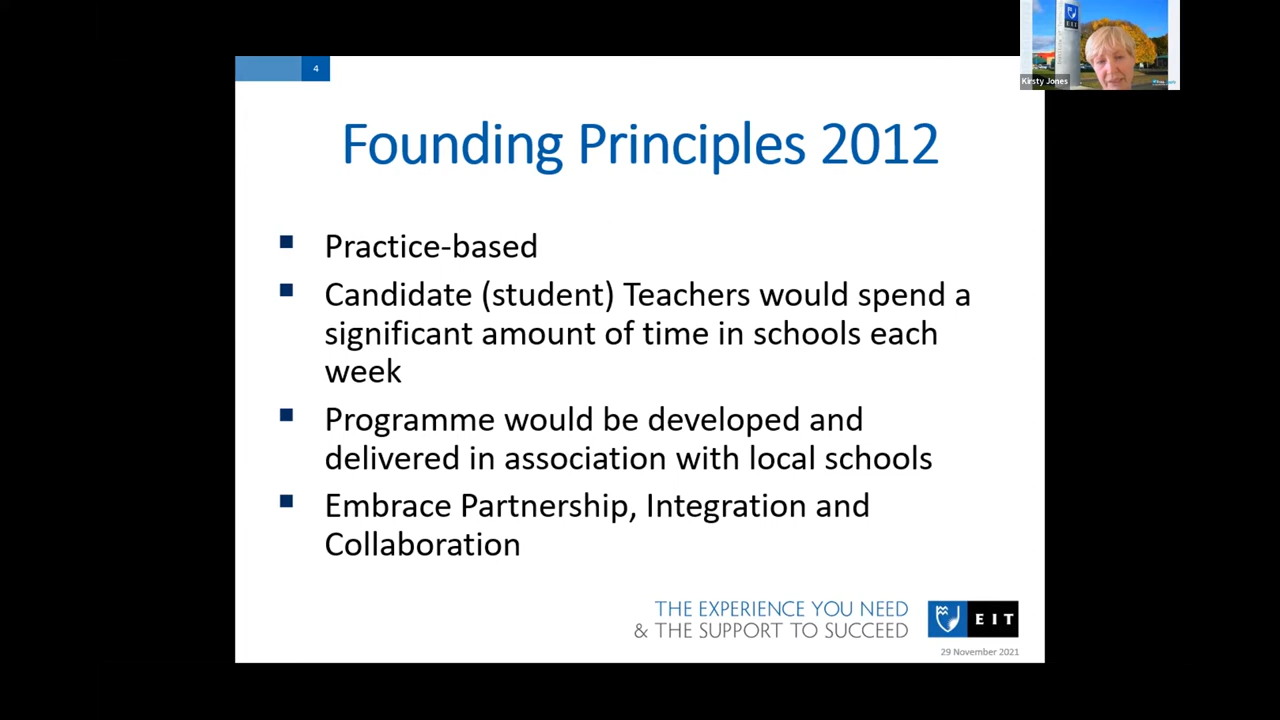 4
EIT
Kirsty Jones
Founding Principles 2012
Practice-based
Candidate (student) Teachers would spend a
significant amount of time in schools each
week
Programme would be developed and
delivered in association with local schools
Embrace Partnership, Integration and
Collaboration
THE EXPERIENCE YOU NEED
& THE SUPPORT TO SUCCEED
EIT
29 November 2021